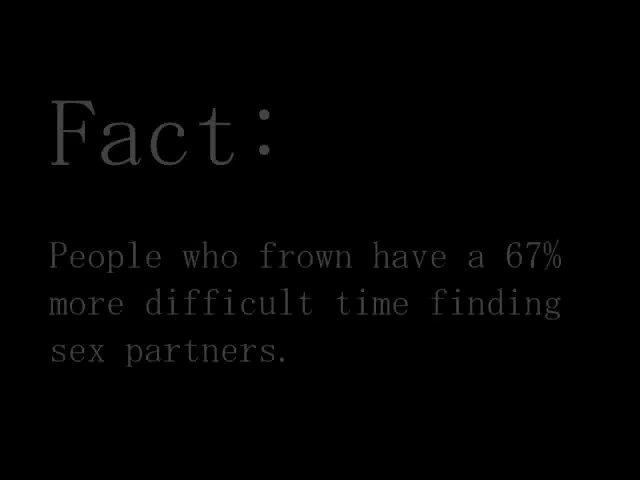 Fact:
People who frown have a 67%
more difficult time finding
sex partners.